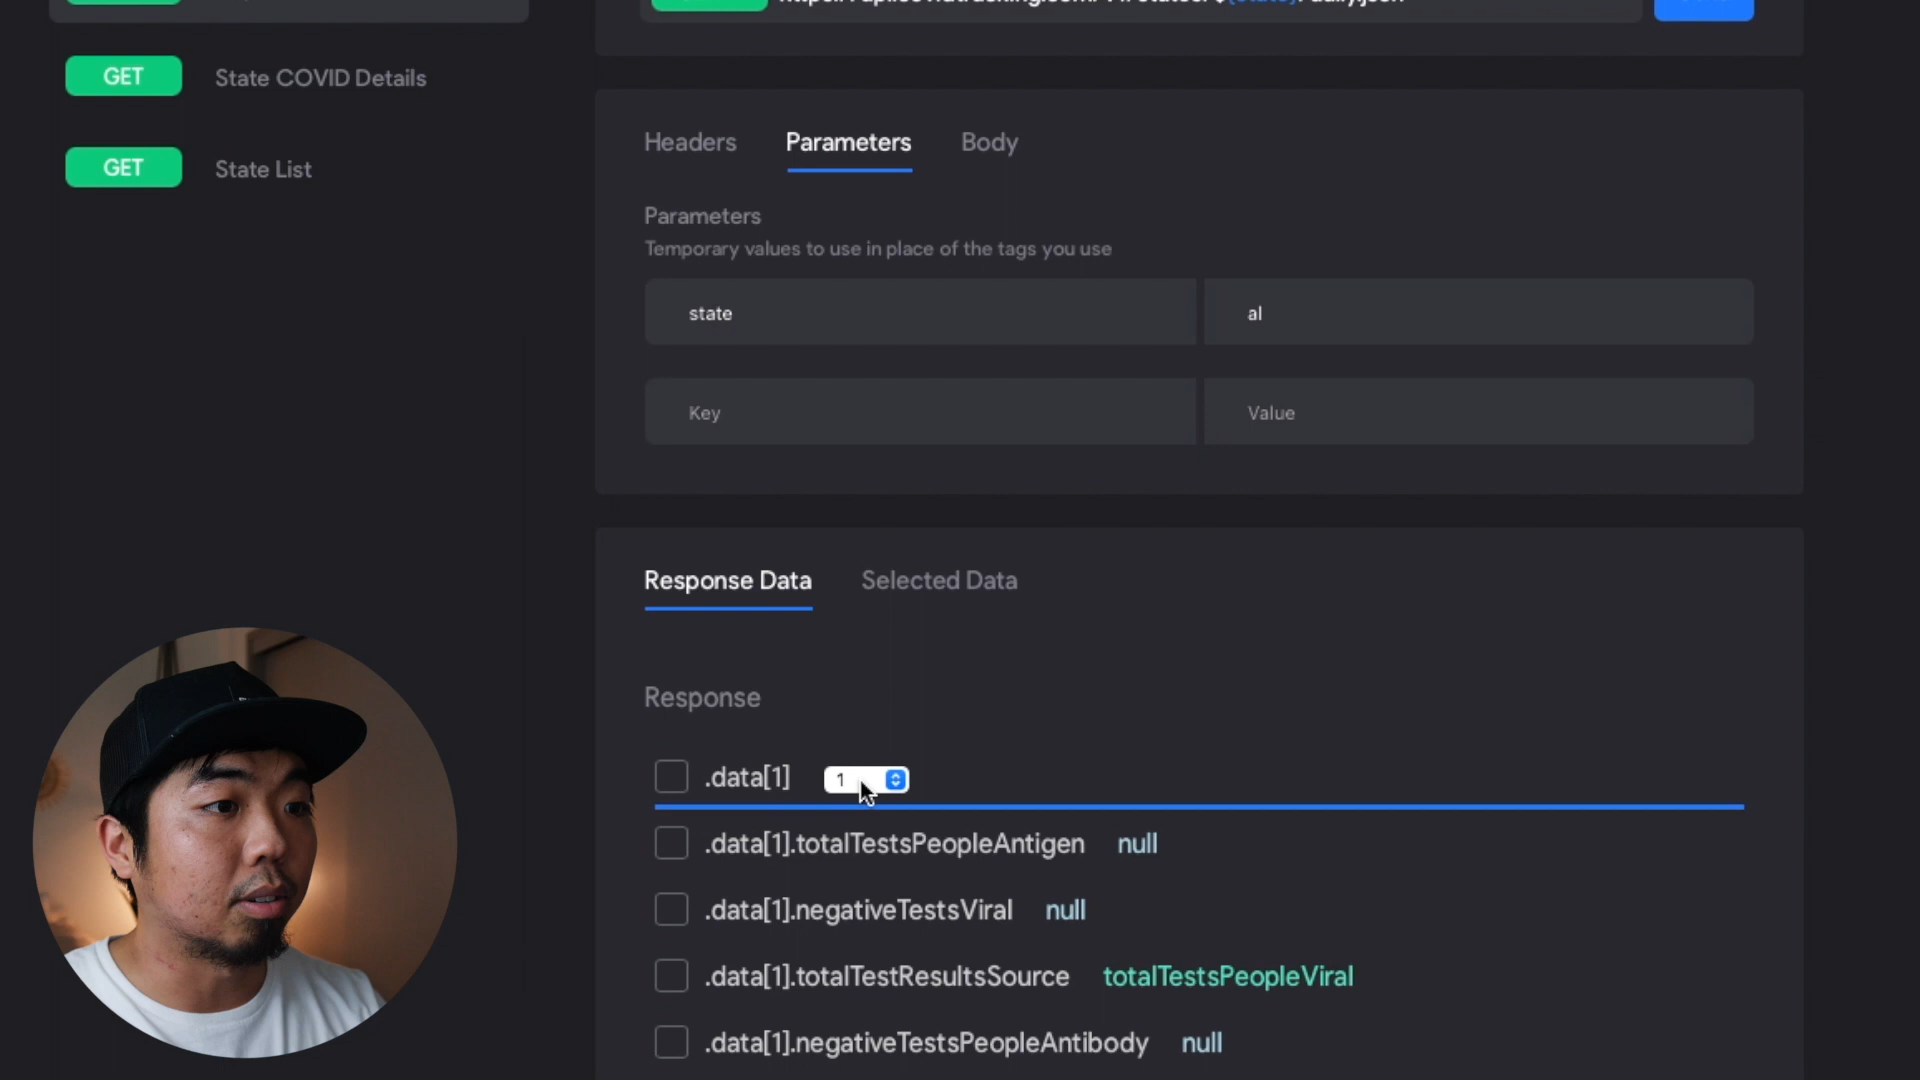 GET
State COVID Details
GET
State List
Headers
Parameters
Body
Parameters
Temporary values to use in place of the tags you use
state
al
Key
Value
Response Data
Selected Data
Response
.data[1]
1
.data[1].totalTestsPeopleAntigen null
.data[1].negativeTestsViral null
.data[1].totalTestResultsSource totalTestsPeopleViral
.data[1].negativeTestsPeopleAntibody null